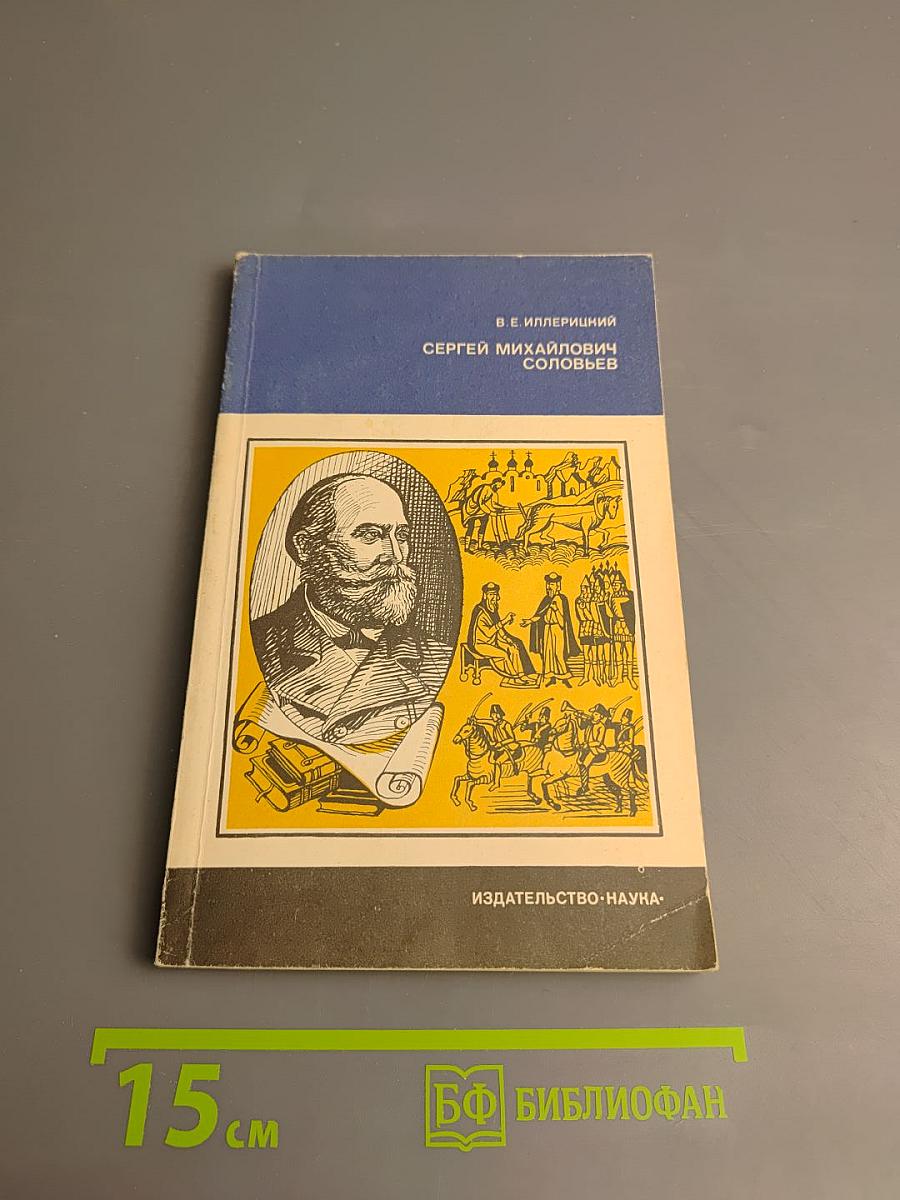 В. Е. ИЛЛЕРИЦКИЙ
СЕРГЕЙ МИХАЙЛОВИЧ
СОЛОВЬЕВ
ИЗДАТЕЛЬСТВО·НАУКА·
15 см
БФ БИБЛИОФАН